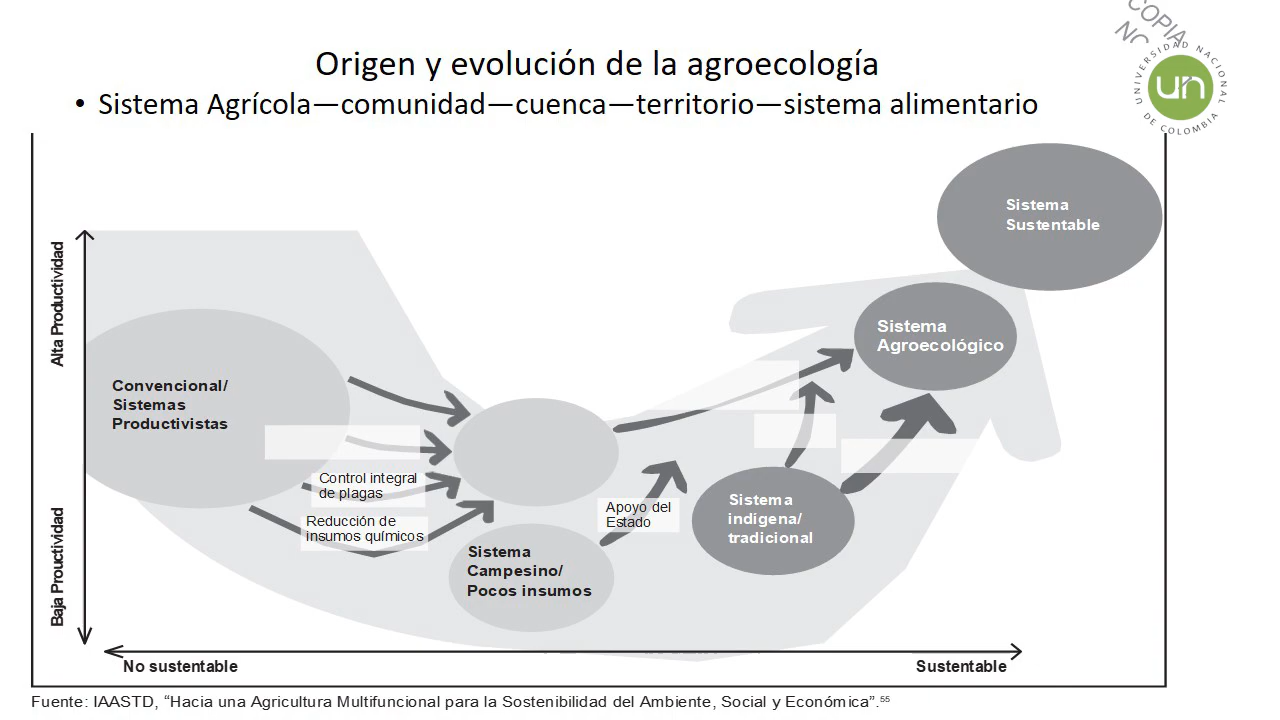 COPIA
NO
UNIVERSIDAD NACIONAL
DE COLOMBIA
un
Origen y evolución de la agroecología
• Sistema Agrícola—comunidad—cuenca—territorio—sistema alimentario
Sistema
Sustentable
Alta Productividad
Sistema
Agroecológico
Convencional/
Sistemas
Productivistas
Control integral
de plagas
Reducción de
insumos químicos
Apoyo del
Estado
Sistema
indígena/
tradicional
Sistema
Campesino/
Pocos insumos
Baja Prouctividad
No sustentable
Sustentable
Fuente: IAASTD, “Hacia una Agricultura Multifuncional para la Sostenibilidad del Ambiente, Social y Económica”.⁵⁵